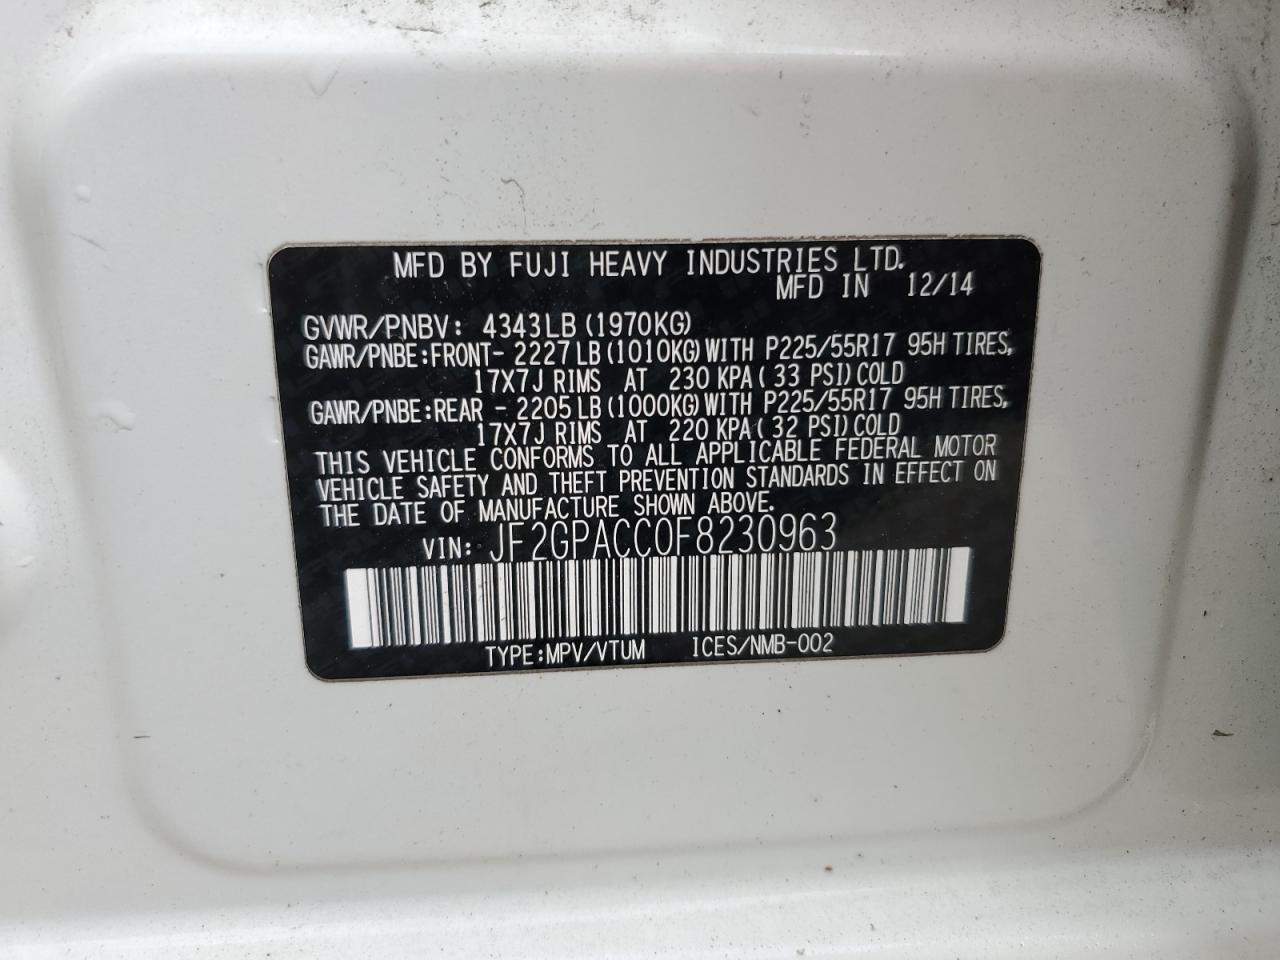 MFD BY FUJI HEAVY INDUSTRIES LTD.
MFD IN 12/14
GVWR/PNBV: 4343LB (1970KG)
GAWR/PNBE:FRONT- 2227 LB (1010KG) WITH P225/55R17 95H TIRES,
17X7J RIMS AT 230 KPA ( 33 PSI) COLD
GAWR/PNBE:REAR - 2205 LB (1000KG) WITH P225/55R17 95H TIRES,
17X7J RIMS AT 220 KPA ( 32 PSI) COLD
THIS VEHICLE CONFORMS TO ALL APPLICABLE FEDERAL MOTOR
VEHICLE SAFETY AND THEFT PREVENTION STANDARDS IN EFFECT ON
THE DATE OF MANUFACTURE SHOWN ABOVE.
VIN: JF2GPACC0F8230963
TYPE:MPV/VTUM ICES/NMB-002